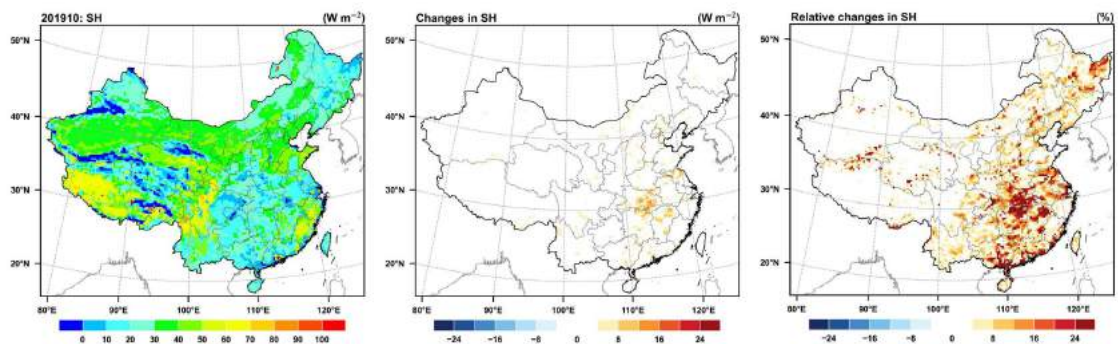 201910: SH (W m⁻²)
50°N
40°N
30°N
20°N
80°E 90°E 100°E 110°E 120°E
0 10 20 30 40 50 60 70 80 90 100
Changes in SH (W m⁻²)
50°N
40°N
30°N
20°N
80°E 90°E 100°E 110°E 120°E
−24 −16 −8 0 8 16 24
Relative changes in SH (%)
50°N
40°N
30°N
20°N
80°E 90°E 100°E 110°E 120°E
−24 −16 −8 0 8 16 24